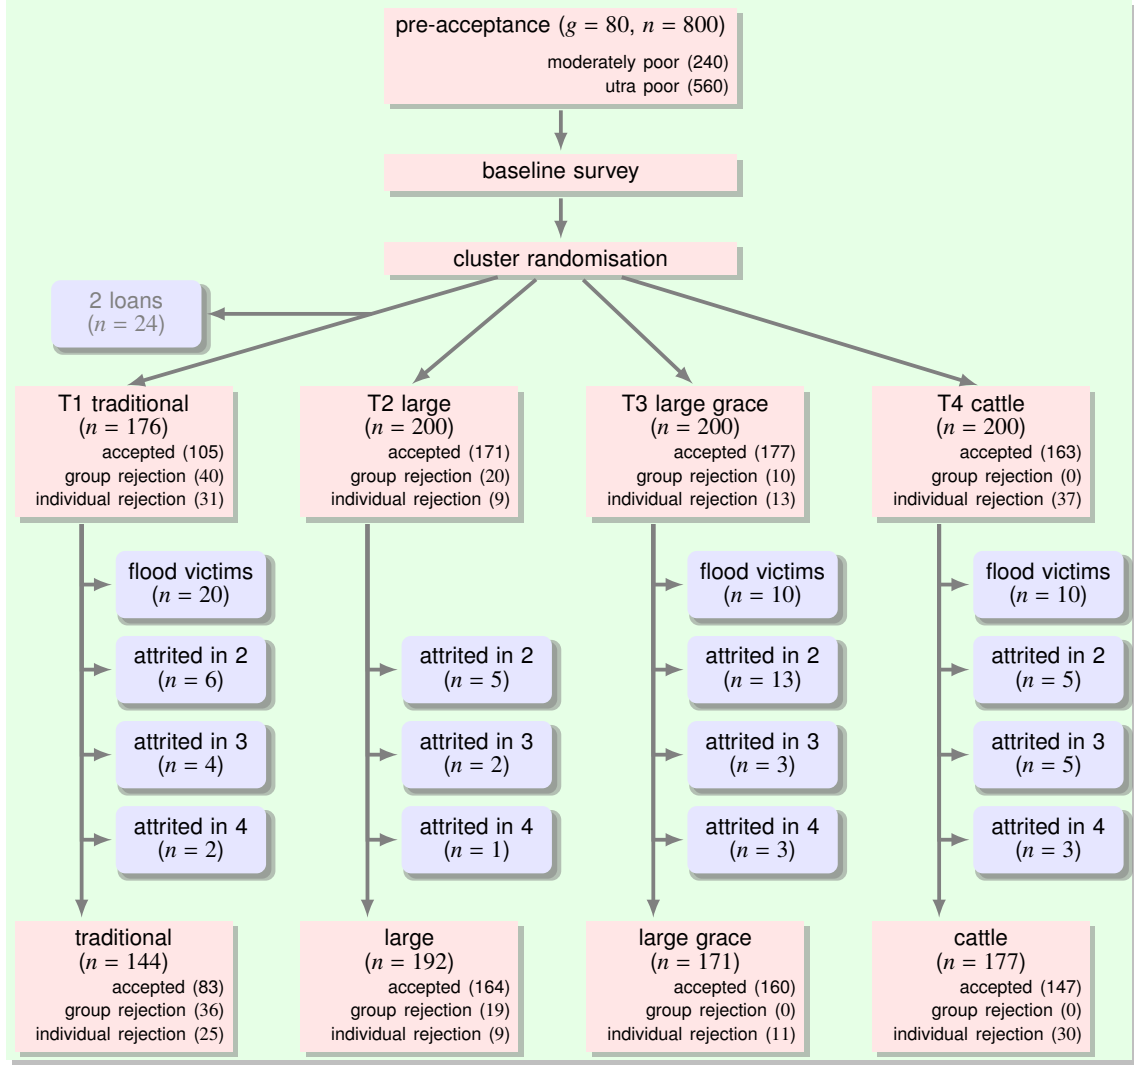 pre-acceptance (g = 80, n = 800)
moderately poor (240)
utra poor (560)
baseline survey
cluster randomisation
2 loans
(n = 24)
T1 traditional
(n = 176)
accepted (105)
group rejection (40)
individual rejection (31)
T2 large
(n = 200)
accepted (171)
group rejection (20)
individual rejection (9)
T3 large grace
(n = 200)
accepted (177)
group rejection (10)
individual rejection (13)
T4 cattle
(n = 200)
accepted (163)
group rejection (0)
individual rejection (37)
flood victims
(n = 20)
attrited in 2
(n = 6)
attrited in 3
(n = 4)
attrited in 4
(n = 2)
attrited in 2
(n = 5)
attrited in 3
(n = 2)
attrited in 4
(n = 1)
flood victims
(n = 10)
attrited in 2
(n = 13)
attrited in 3
(n = 3)
attrited in 4
(n = 3)
flood victims
(n = 10)
attrited in 2
(n = 5)
attrited in 3
(n = 5)
attrited in 4
(n = 3)
traditional
(n = 144)
accepted (83)
group rejection (36)
individual rejection (25)
large
(n = 192)
accepted (164)
group rejection (19)
individual rejection (9)
large grace
(n = 171)
accepted (160)
group rejection (0)
individual rejection (11)
cattle
(n = 177)
accepted (147)
group rejection (0)
individual rejection (30)